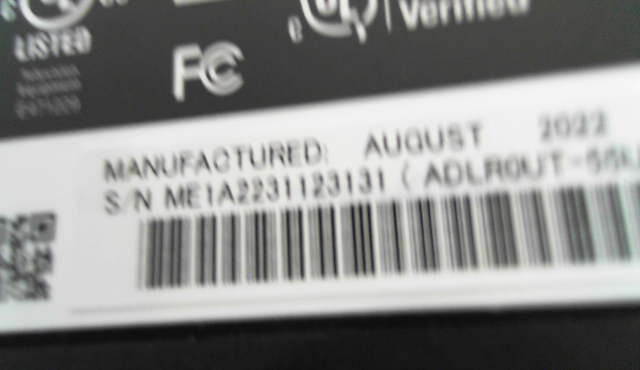 LISTED
Verified
FC
MANUFACTURED: AUGUST 2022
S/N ME1A2231123131 ( ADLR0UT-55L